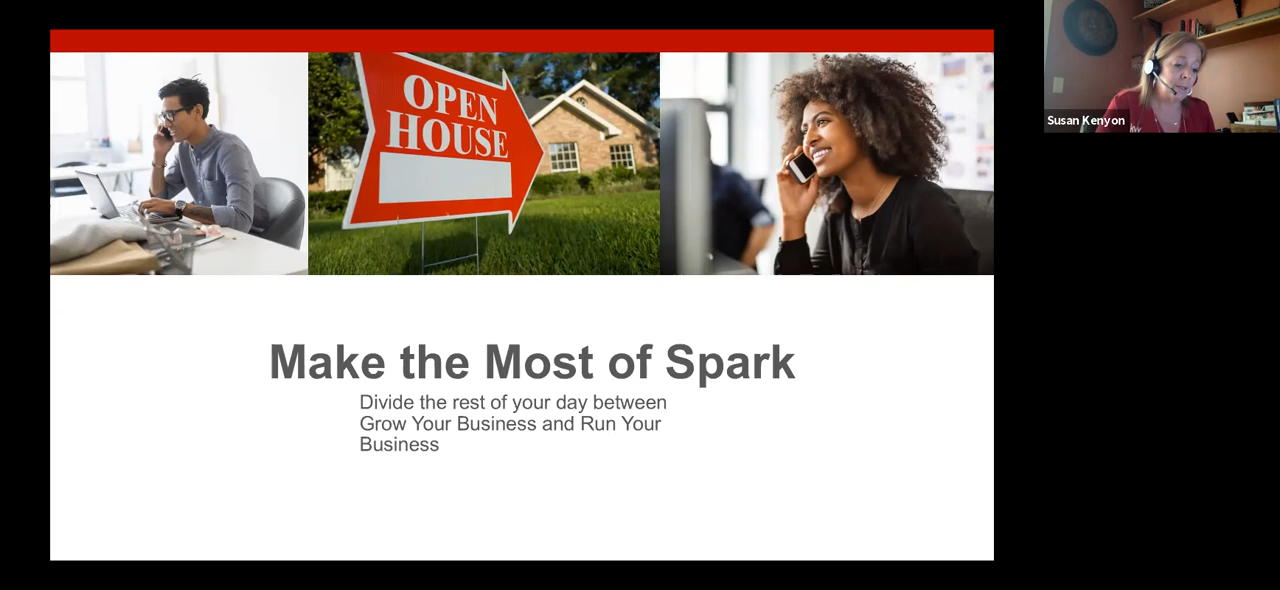 OPEN
HOUSE
Susan Kenyon
Make the Most of Spark
Divide the rest of your day between
Grow Your Business and Run Your
Business